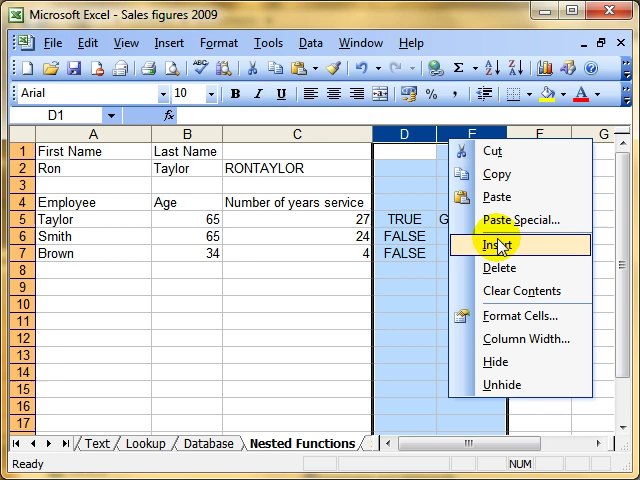 Microsoft Excel - Sales figures 2009
File Edit View Insert Format Tools Data Window Help
Arial 10 B I U
D1 fx
A B C D E F G
1 First Name Last Name
2 Ron Taylor RONTAYLOR
3
4 Employee Age Number of years service
5 Taylor 65 27 TRUE G
6 Smith 65 24 FALSE
7 Brown 34 4 FALSE
8
9
10
11
12
13
14
15
16
17
Cut
Copy
Paste
Paste Special...
Insert
Delete
Clear Contents
Format Cells...
Column Width...
Hide
Unhide
Text Lookup Database Nested Functions
Ready NUM